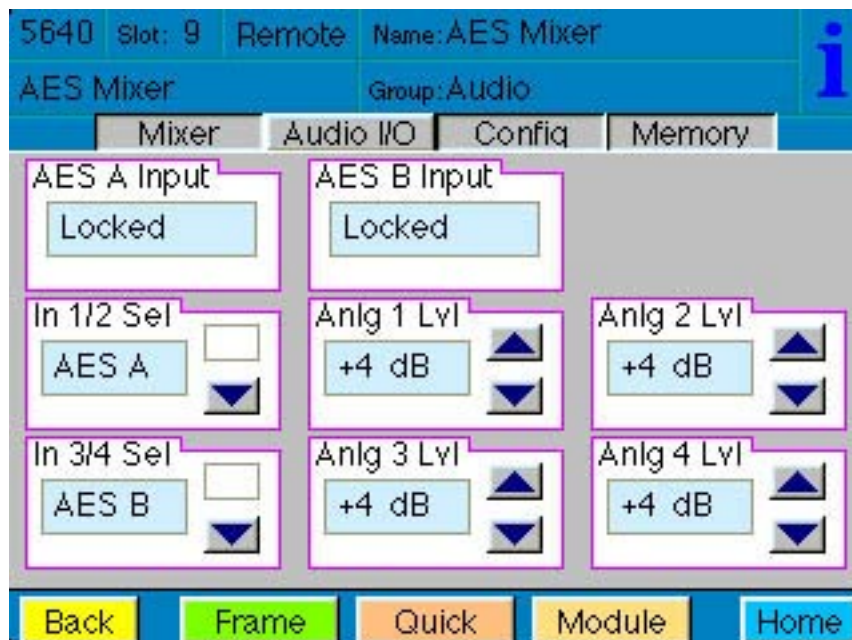 5640 Slot: 9 Remote Name: AES Mixer
AES Mixer Group: Audio
i
Mixer Audio I/O Config Memory
AES A Input AES B Input
Locked Locked
In 1/2 Sel Anlg 1 Lvl Anlg 2 Lvl
AES A +4 dB +4 dB
In 3/4 Sel Anlg 3 Lvl Anlg 4 Lvl
AES B +4 dB +4 dB
Back Frame Quick Module Home